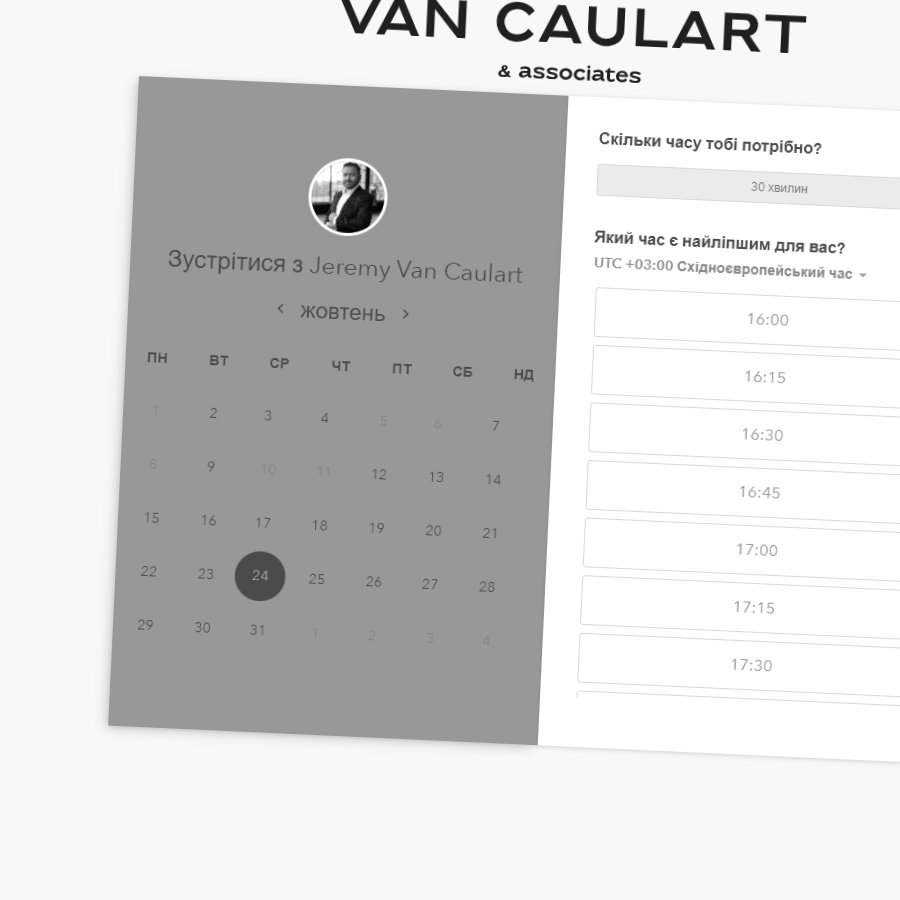 VAN CAULART
& associates
Зустрітися з Jeremy Van Caulart
‹ жовтень ›
ПН ВТ СР ЧТ ПТ СБ НД
1 2 3 4 5 6 7
8 9 10 11 12 13 14
15 16 17 18 19 20 21
22 23 24 25 26 27 28
29 30 31 1 2 3 4
Скільки часу тобі потрібно?
30 хвилин
Який час є найліпшим для вас?
UTC +03:00 Східноєвропейський час
16:00
16:15
16:30
16:45
17:00
17:15
17:30